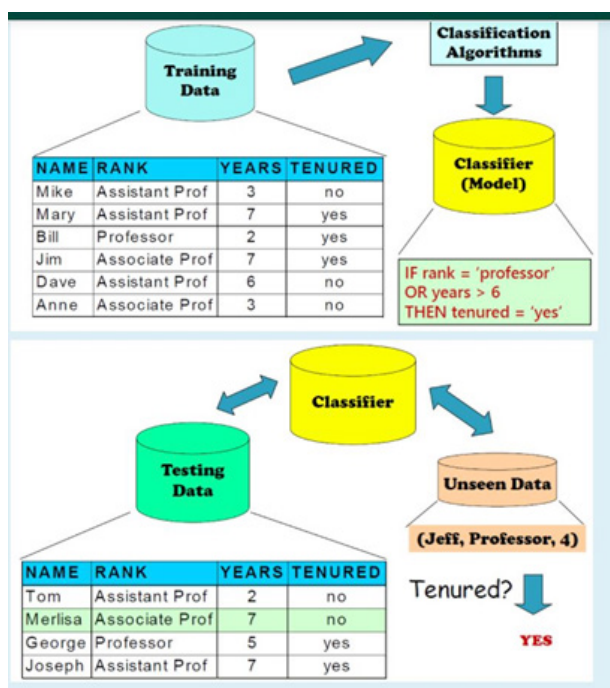 Training
Data
Classification
Algorithms
NAME RANK YEARS TENURED
Mike Assistant Prof 3 no
Mary Assistant Prof 7 yes
Bill Professor 2 yes
Jim Associate Prof 7 yes
Dave Assistant Prof 6 no
Anne Associate Prof 3 no
Classifier
(Model)
IF rank = ‘professor’
OR years > 6
THEN tenured = ‘yes’
Classifier
Testing
Data
Unseen Data
(Jeff, Professor, 4)
NAME RANK YEARS TENURED
Tom Assistant Prof 2 no
Merlisa Associate Prof 7 no
George Professor 5 yes
Joseph Assistant Prof 7 yes
Tenured?
YES